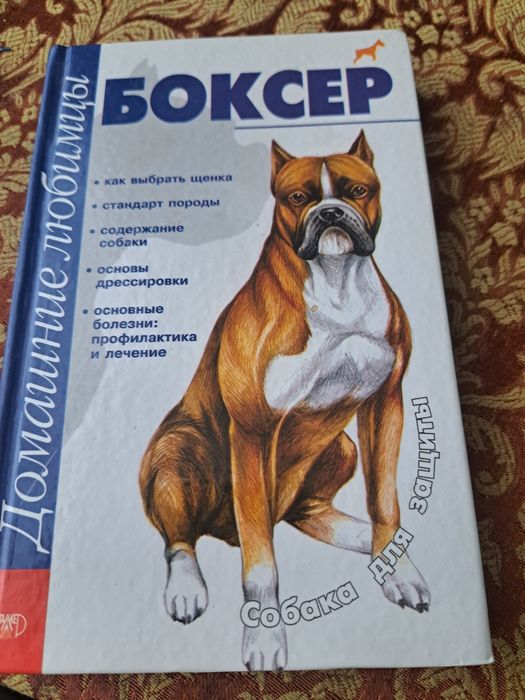 БОКСЕР
Домашние любимцы
• как выбрать щенка
• стандарт породы
• содержание
собаки
• основы
дрессировки
• основные
болезни:
профилактика
и лечение
Собака для защиты